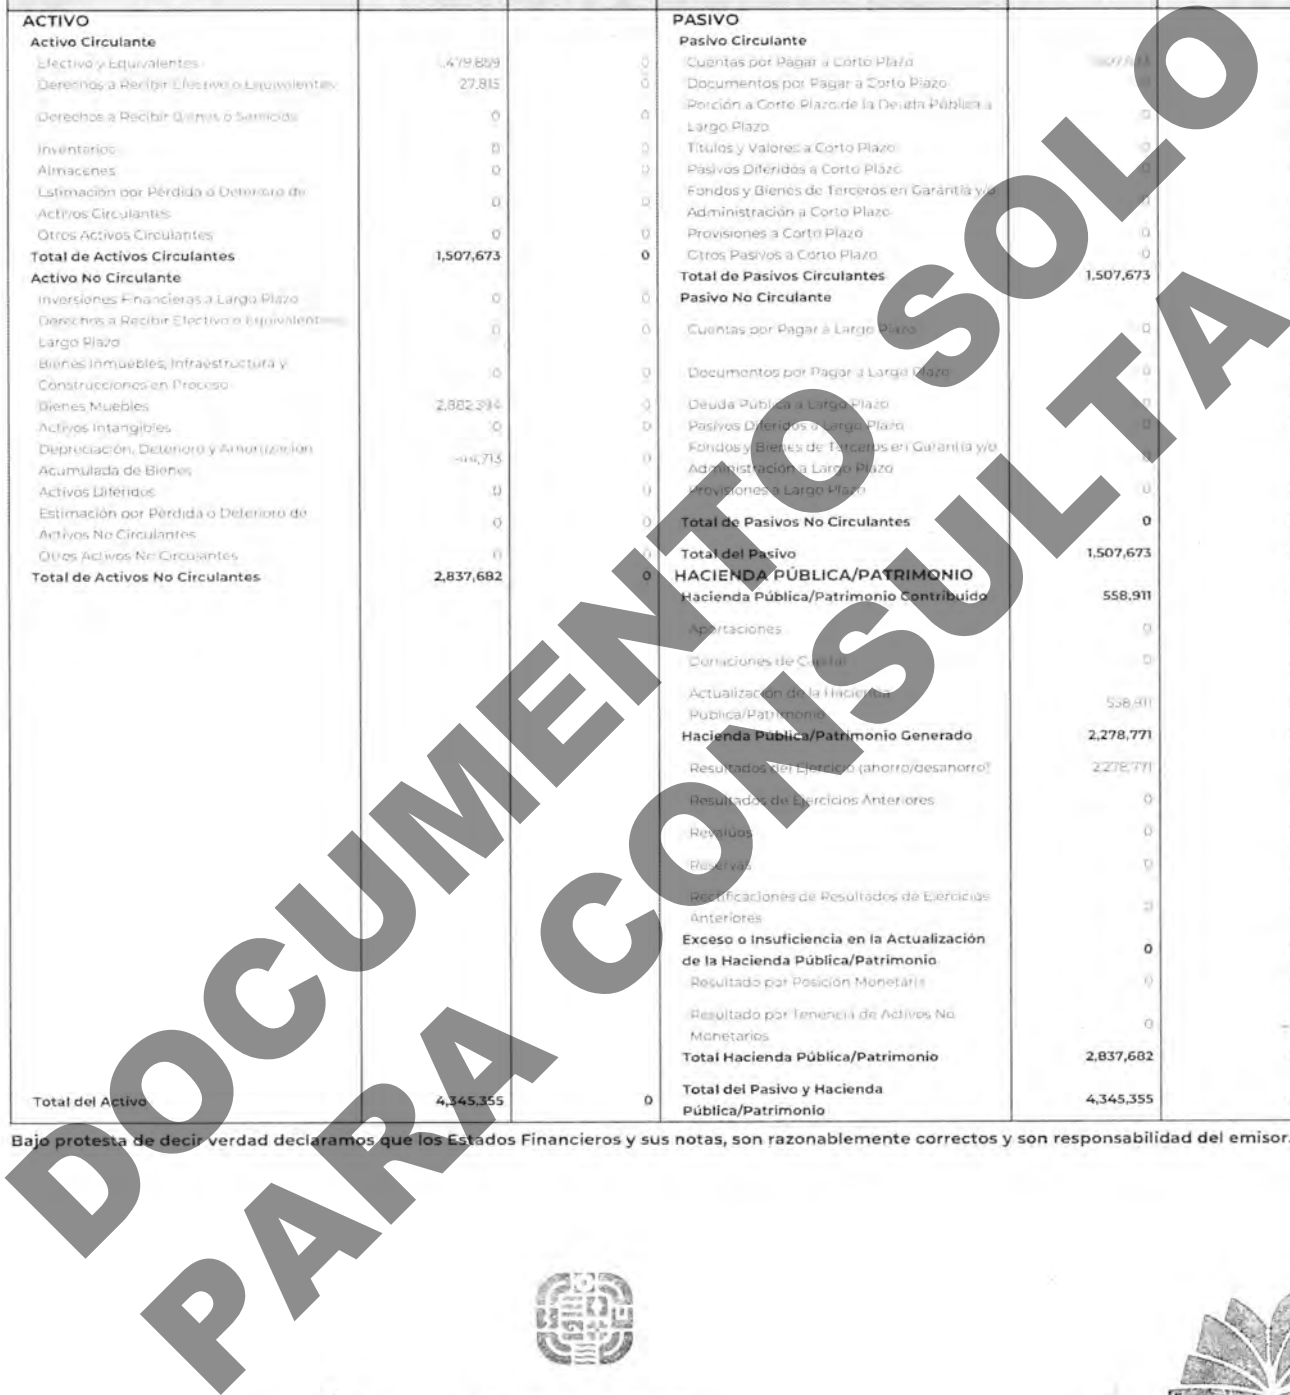 ACTIVO
Activo Circulante
Efectivo y Equivalentes 1,479,859 0
Derechos a Recibir Efectivo o Equivalentes 27,815 0
Derechos a Recibir Bienes o Servicios 0 0
Inventarios 0 0
Almacenes 0 0
Estimación por Pérdida o Deterioro de
Activos Circulantes 0 0
Otros Activos Circulantes 0 0
Total de Activos Circulantes 1,507,673 0
Activo No Circulante
Inversiones Financieras a Largo Plazo 0 0
Derechos a Recibir Efectivo o Equivalentes
Largo Plazo 0 0
Bienes Inmuebles, Infraestructura y
Construcciones en Proceso 0 0
Bienes Muebles 2,882,394 0
Activos Intangibles 0 0
Depreciación, Deterioro y Amortización
Acumulada de Bienes 0
Activos Diferidos 0 0
Estimación por Pérdida o Deterioro de
Activos No Circulantes 0 0
Otros Activos No Circulantes 0 0
Total de Activos No Circulantes 2,837,682 0
Total del Activo 4,345,355 0
PASIVO
Pasivo Circulante
Cuentas por Pagar a Corto Plazo
Documentos por Pagar a Corto Plazo 0
Porción a Corto Plazo de la Deuda Pública a
Largo Plazo 0
Títulos y Valores a Corto Plazo 0
Pasivos Diferidos a Corto Plazo 0
Fondos y Bienes de Terceros en Garantía y/o
Administración a Corto Plazo 0
Provisiones a Corto Plazo 0
Otros Pasivos a Corto Plazo 0
Total de Pasivos Circulantes 1,507,673
Pasivo No Circulante
Cuentas por Pagar a Largo Plazo 0
Documentos por Pagar a Largo Plazo 0
Deuda Pública a Largo Plazo 0
Pasivos Diferidos a Largo Plazo 0
Fondos y Bienes de Terceros en Garantía y/o
Administración a Largo Plazo 0
Provisiones a Largo Plazo 0
Total de Pasivos No Circulantes 0
Total del Pasivo 1,507,673
HACIENDA PÚBLICA/PATRIMONIO
Hacienda Pública/Patrimonio Contribuido 558,911
Aportaciones 0
Donaciones de Capital 0
Actualización de la Hacienda
Pública/Patrimonio 558,911
Hacienda Pública/Patrimonio Generado 2,278,771
Resultados del Ejercicio (ahorro/desahorro) 2,278,771
Resultados de Ejercicios Anteriores 0
Revalúos 0
Reservas 0
Rectificaciones de Resultados de Ejercicios
Anteriores 0
Exceso o Insuficiencia en la Actualización
de la Hacienda Pública/Patrimonio 0
Resultado por Posición Monetaria 0
Resultado por Tenencia de Activos No
Monetarios 0
Total Hacienda Pública/Patrimonio 2,837,682
Total del Pasivo y Hacienda
Pública/Patrimonio 4,345,355
Bajo protesta de decir verdad declaramos que los Estados Financieros y sus notas, son razonablemente correctos y son responsabilidad del emisor.
DOCUMENTO SOLO
PARA CONSULTA